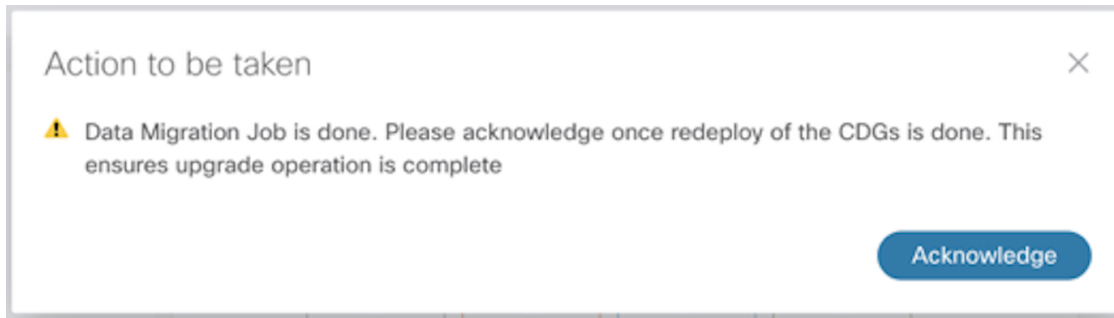 Action to be taken
Data Migration Job is done. Please acknowledge once redeploy of the CDGs is done. This
ensures upgrade operation is complete
Acknowledge